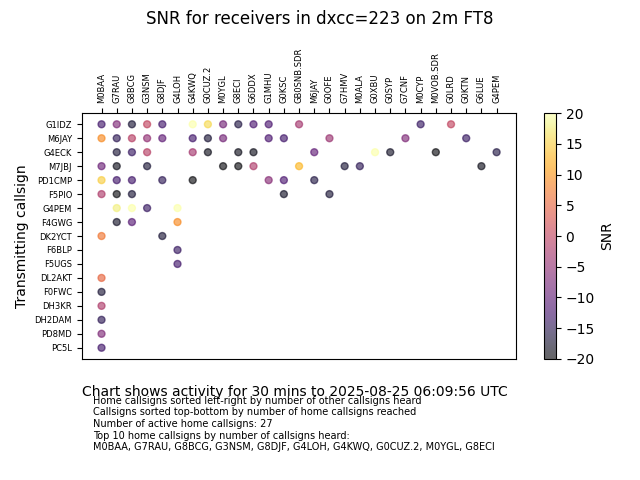 SNR for receivers in dxcc=223 on 2m FT8
M0BAA
G7RAU
G8BCG
G3NSM
G8DJF
G4LOH
G4KWQ
G0CUZ.2
M0YGL
G8ECI
G6DDX
G1MHU
G0KSC
GB0SNB.SDR
M6JAY
G0OFE
G7HMV
M0ALA
G0XBU
G0SYP
G7CNF
M0CYP
M0VOB.SDR
G0LRD
G0KTN
G6LUE
G4PEM
Transmitting callsign
G1IDZ
M6JAY
G4ECK
M7JBJ
PD1CMP
F5PIO
G4PEM
F4GWG
DK2YCT
F6BLP
F5UGS
DL2AKT
F0FWC
DH3KR
DH2DAM
PD8MD
PC5L
20
15
10
5
0
−5
−10
−15
−20
SNR
Chart shows activity for 30 mins to 2025-08-25 06:09:56 UTC
Home callsigns sorted left-right by number of other callsigns heard
Callsigns sorted top-bottom by number of home callsigns reached
Number of active home callsigns: 27
Top 10 home callsigns by number of callsigns heard:
M0BAA, G7RAU, G8BCG, G3NSM, G8DJF, G4LOH, G4KWQ, G0CUZ.2, M0YGL, G8ECI